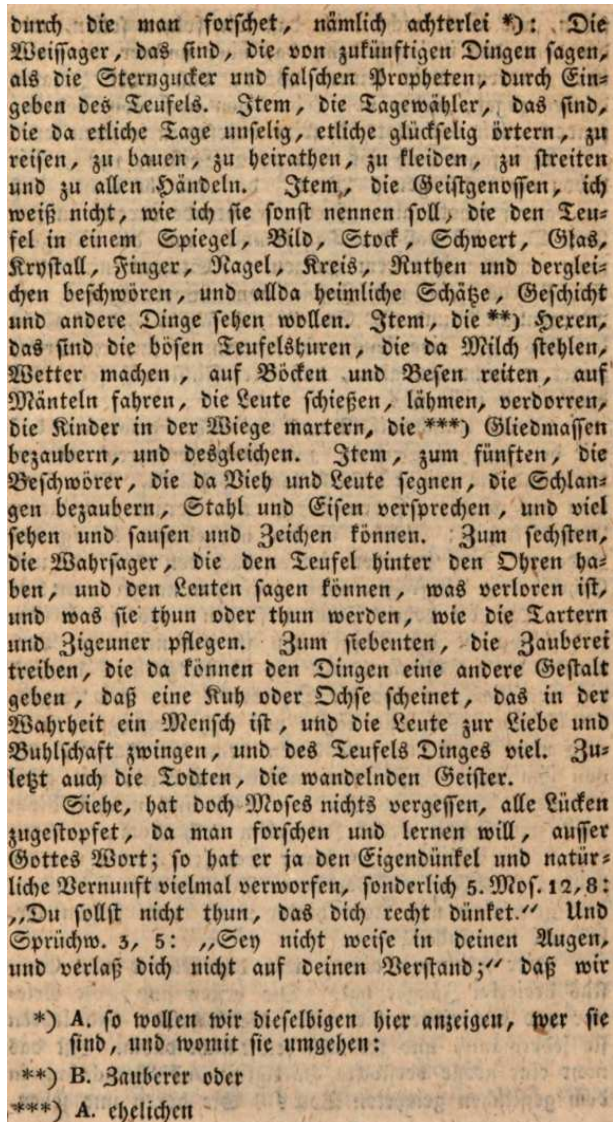 durch die man forschet, nämlich achterlei *): Die
Weissager, das sind, die von zukünftigen Dingen sagen,
als die Sterngucker und falschen Propheten, durch Ein=
geben des Teufels. Item, die Tagewähler, das sind,
die da etliche Tage unselig, etliche glückselig örtern, zu
reisen, zu bauen, zu heirathen, zu kleiden, zu streiten
und zu allen Händeln. Item, die Geistgenossen, ich
weiß nicht, wie ich sie sonst nennen soll, die den Teu=
fel in einem Spiegel, Bild, Stock, Schwert, Glas,
Krystall, Finger, Nagel, Kreis, Ruthen und derglei=
chen beschwören, und allda heimliche Schätze, Geschicht
und andere Dinge sehen wollen. Item, die **) Hexen,
das sind die bösen Teufelshuren, die da Milch stehlen,
Wetter machen, auf Böcken und Besen reiten, auf
Mänteln fahren, die Leute schießen, lähmen, verdorren,
die Kinder in der Wiege martern, die ***) Gliedmassen
bezaubern, und desgleichen. Item, zum fünften, die
Beschwörer, die da Vieh und Leute segnen, die Schlan=
gen bezaubern, Stahl und Eisen versprechen, und viel
sehen und sausen und Zeichen können. Zum sechsten,
die Wahrsager, die den Teufel hinter den Ohren ha=
ben, und den Leuten sagen können, was verloren ist,
und was sie thun oder thun werden, wie die Tartern
und Zigeuner pflegen. Zum siebenten, die Zauberei
treiben, die da können den Dingen eine andere Gestalt
geben, daß eine Kuh oder Ochse scheinet, das in der
Wahrheit ein Mensch ist, und die Leute zur Liebe und
Buhlschaft zwingen, und des Teufels Dinges viel. Zu=
letzt auch die Todten, die wandelnden Geister.
Siehe, hat doch Moses nichts vergessen, alle Lücken
zugestopfet, da man forschen und lernen will, ausser
Gottes Wort; so hat er ja den Eigendünkel und natür=
liche Vernunft vielmal verworfen, sonderlich 5. Mos. 12, 8:
„Du sollst nicht thun, das dich recht dünket.“ Und
Sprüchw. 3, 5: „Sey nicht weise in deinen Augen,
und verlaß dich nicht auf deinen Verstand;“ daß wir
*) A. so wollen wir dieselbigen hier anzeigen, wer sie
sind, und womit sie umgehen:
**) B. Zauberer oder
***) A. ehelichen